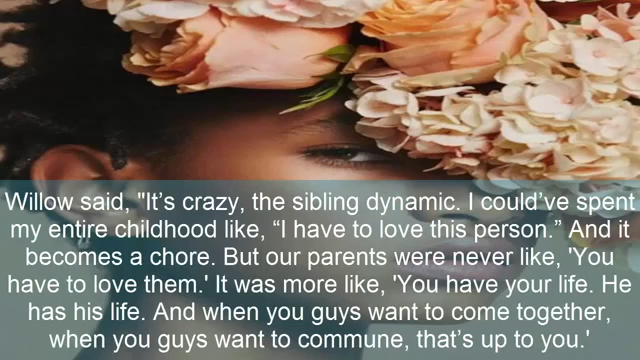 Willow said, "It’s crazy, the sibling dynamic. I could’ve spent
my entire childhood like, “I have to love this person.” And it
becomes a chore. But our parents were never like, 'You
have to love them.' It was more like, 'You have your life. He
has his life. And when you guys want to come together,
when you guys want to commune, that’s up to you.'